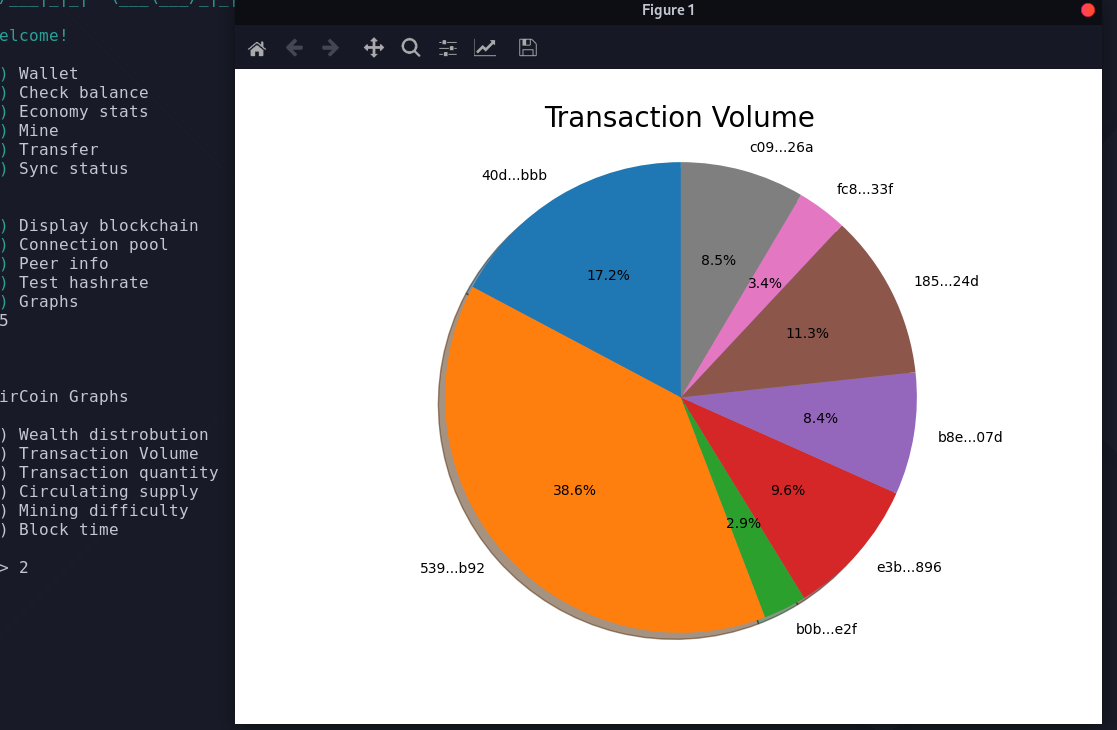 elcome!
) Wallet
) Check balance
) Economy stats
) Mine
) Transfer
) Sync status
) Display blockchain
) Connection pool
) Peer info
) Test hashrate
) Graphs
5
irCoin Graphs
) Wealth distrobution
) Transaction Volume
) Transaction quantity
) Circulating supply
) Mining difficulty
) Block time
> 2
Figure 1
Transaction Volume
c09...26a
40d...bbb
fc8...33f
8.5%
17.2%
3.4%
185...24d
11.3%
8.4%
b8e...07d
38.6%
9.6%
2.9%
539...b92
e3b...896
b0b...e2f